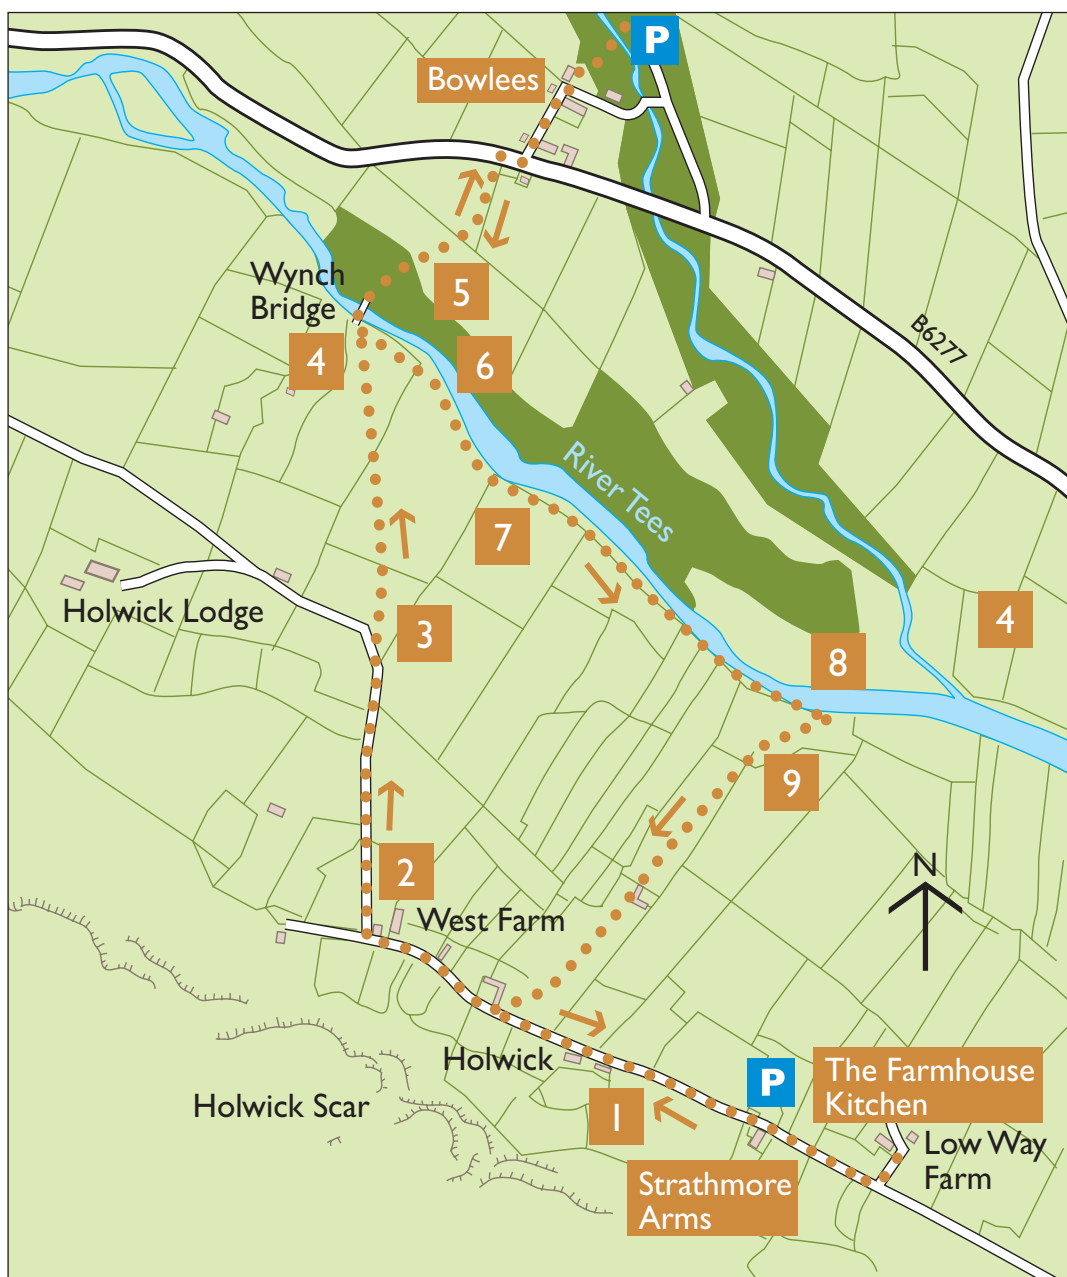 P
Bowlees
B6277
Wynch
Bridge
5
4
6
River Tees
7
Holwick Lodge
3
4
8
9
2
West Farm
N
Holwick
P
The Farmhouse
Kitchen
Holwick Scar
1
Low Way
Farm
Strathmore
Arms